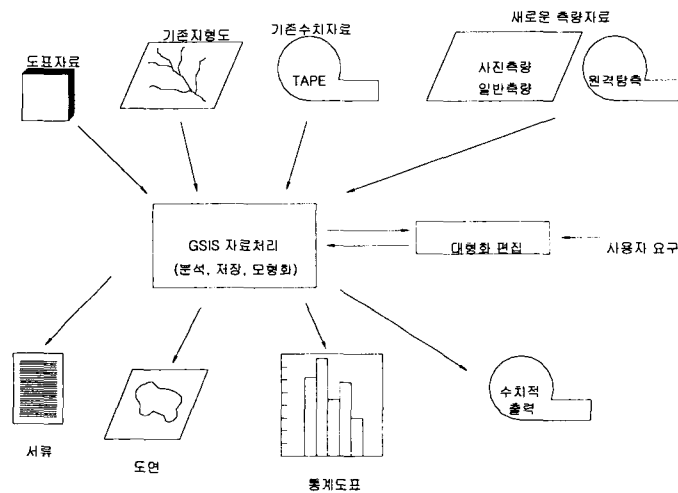 새로운 측량자료
기존지형도
기존수치자료
도표자료
TAPE
사진측량
일반측량
원격탐측
GSIS 자료처리
(분석, 저장, 모형화)
대형화 편집
사용자 요구
수치적
출력
서류
도면
통계도표